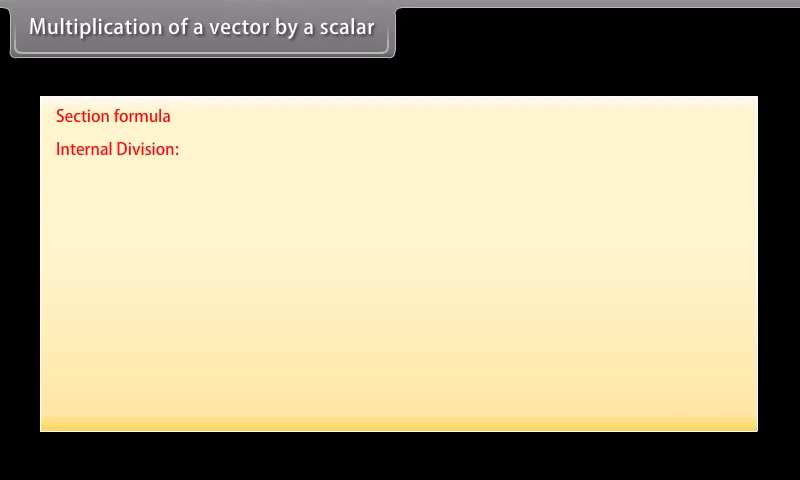 Multiplication of a vector by a scalar
Section formula
Internal Division: